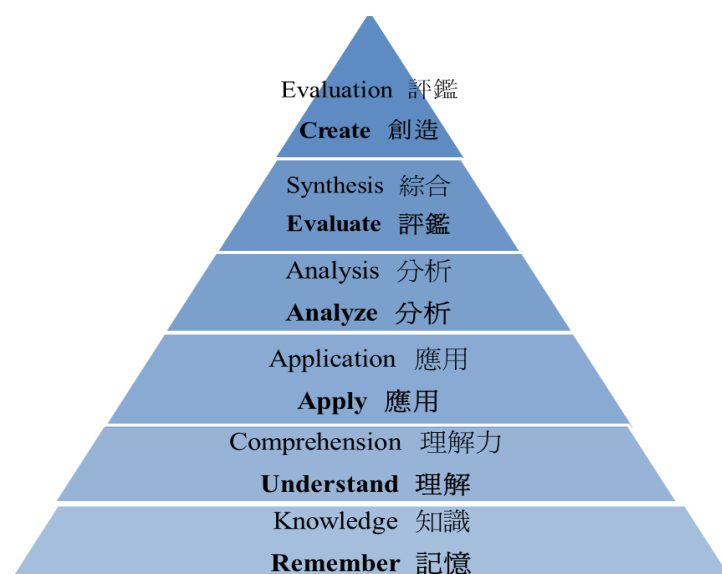 Evaluation 評鑑
Create 創造
Synthesis 綜合
Evaluate 評鑑
Analysis 分析
Analyze 分析
Application 應用
Apply 應用
Comprehension 理解力
Understand 理解
Knowledge 知識
Remember 記憶